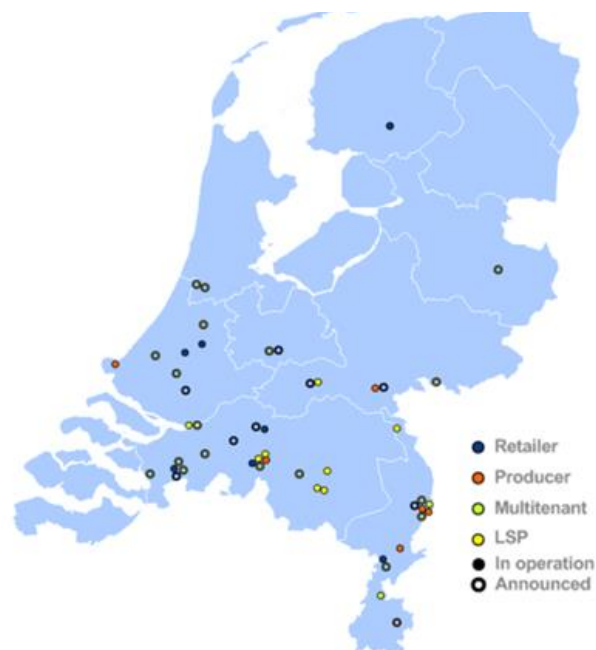 Retailer
Producer
Multitenant
LSP
In operation
Announced